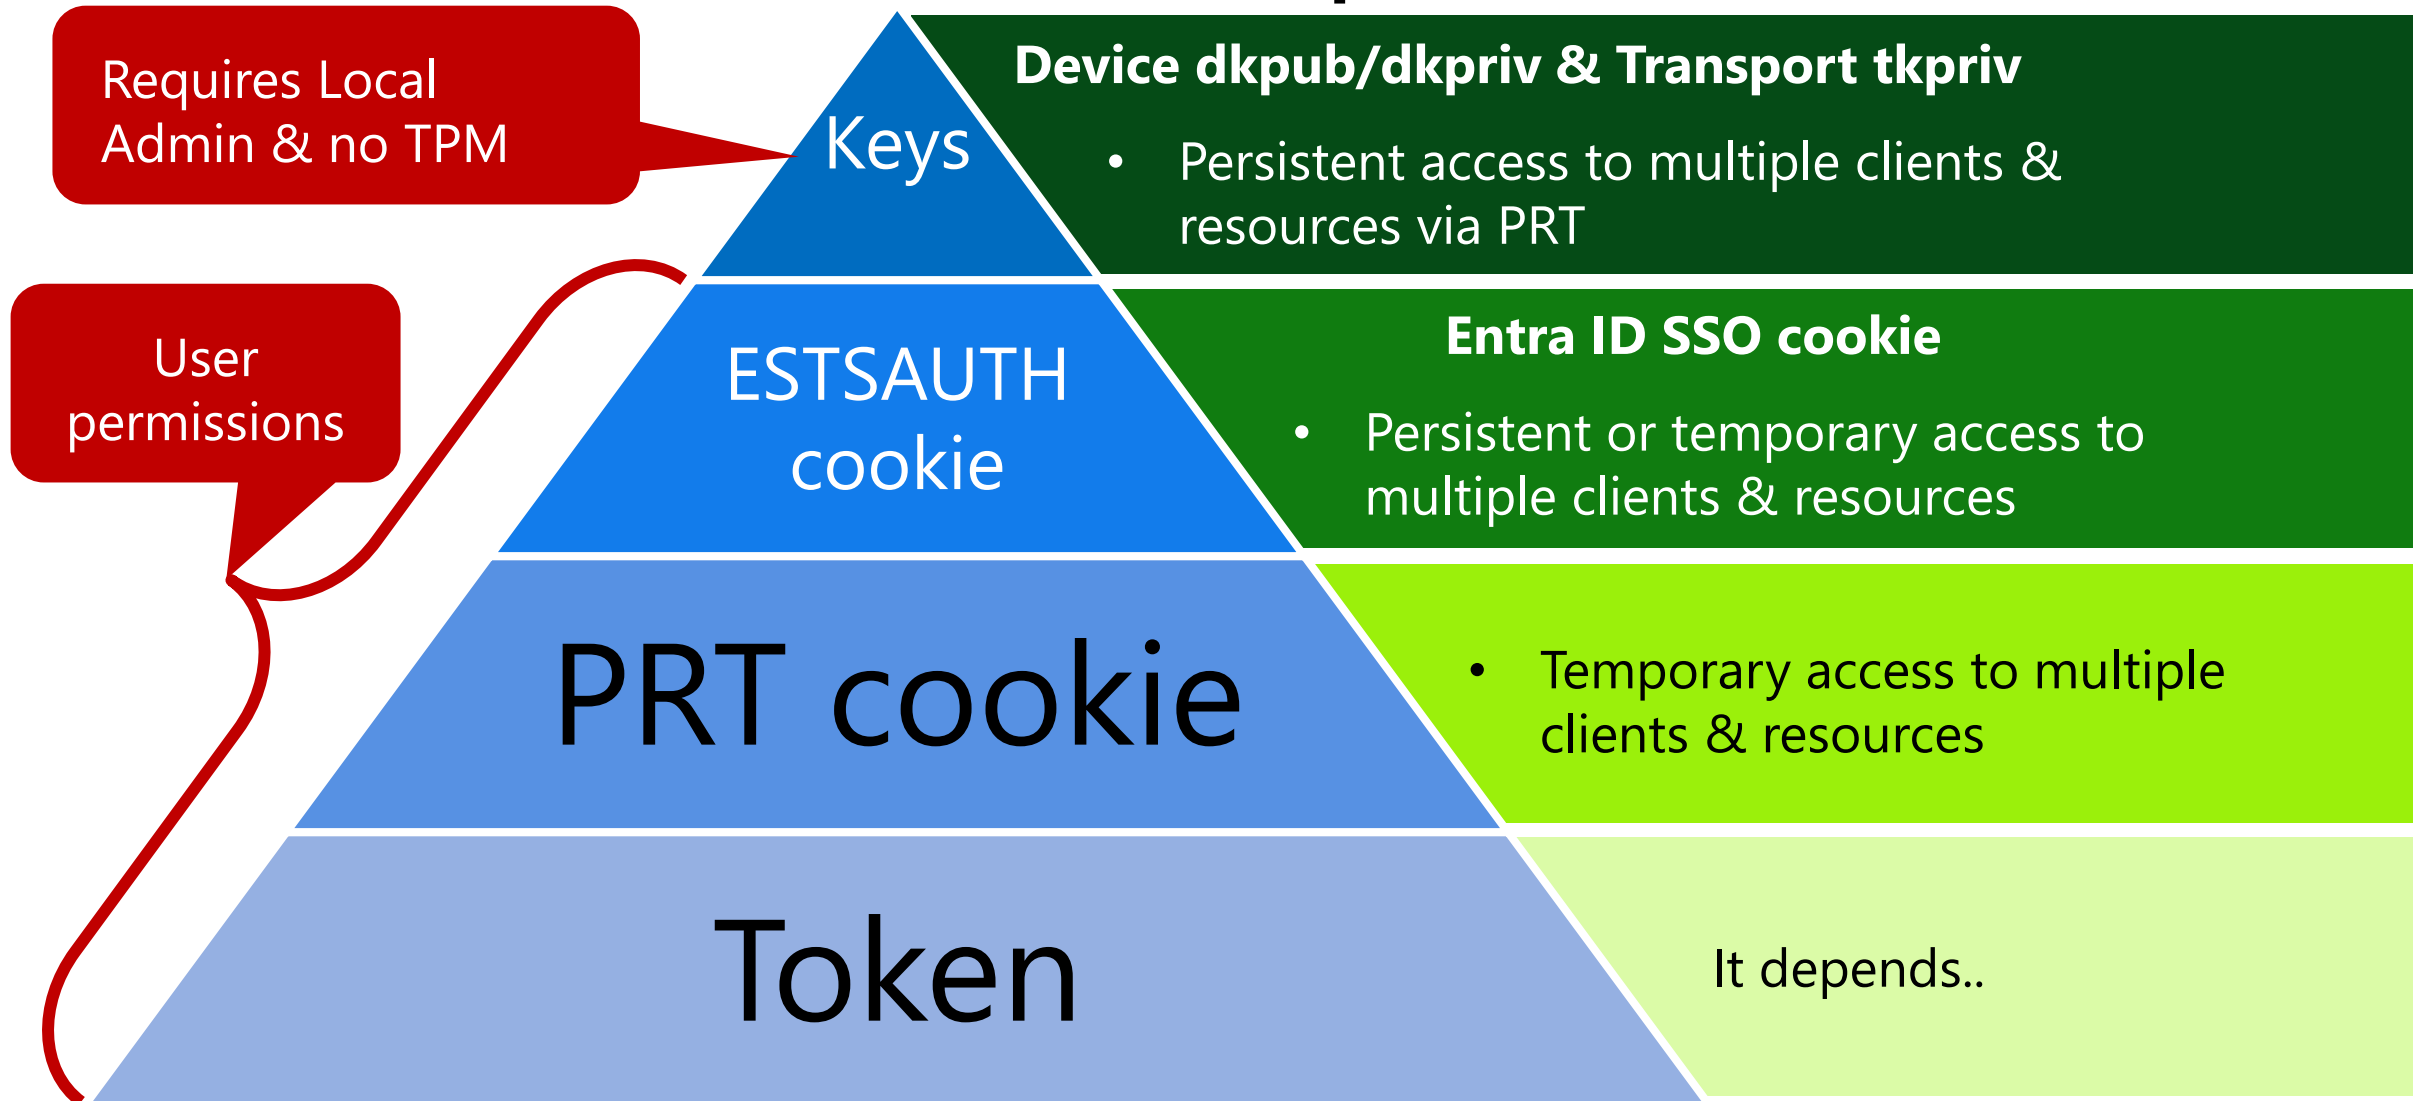 Requires Local
Admin & no TPM
Keys
Device dkpub/dkpriv & Transport tkpriv
• Persistent access to multiple clients &
resources via PRT
User
permissions
ESTSAUTH
cookie
Entra ID SSO cookie
• Persistent or temporary access to
multiple clients & resources
PRT cookie
• Temporary access to multiple
clients & resources
Token
It depends..